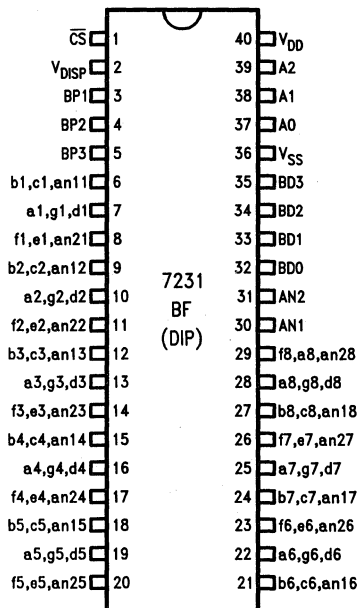 C̅S̅ 1 40 VDD
VDISP 2 39 A2
BP1 3 38 A1
BP2 4 37 A0
BP3 5 36 VSS
b1,c1,an11 6 35 BD3
a1,g1,d1 7 34 BD2
f1,e1,an21 8 33 BD1
b2,c2,an12 9 32 BD0
a2,g2,d2 10 7231 31 AN2
f2,e2,an22 11 BF 30 AN1
b3,c3,an13 12 (DIP) 29 f8,a8,an28
a3,g3,d3 13 28 a8,g8,d8
f3,e3,an23 14 27 b8,c8,an18
b4,c4,an14 15 26 f7,e7,an27
a4,g4,d4 16 25 a7,g7,d7
f4,e4,an24 17 24 b7,c7,an17
b5,c5,an15 18 23 f6,e6,an26
a5,g5,d5 19 22 a6,g6,d6
f5,e5,an25 20 21 b6,c6,an16